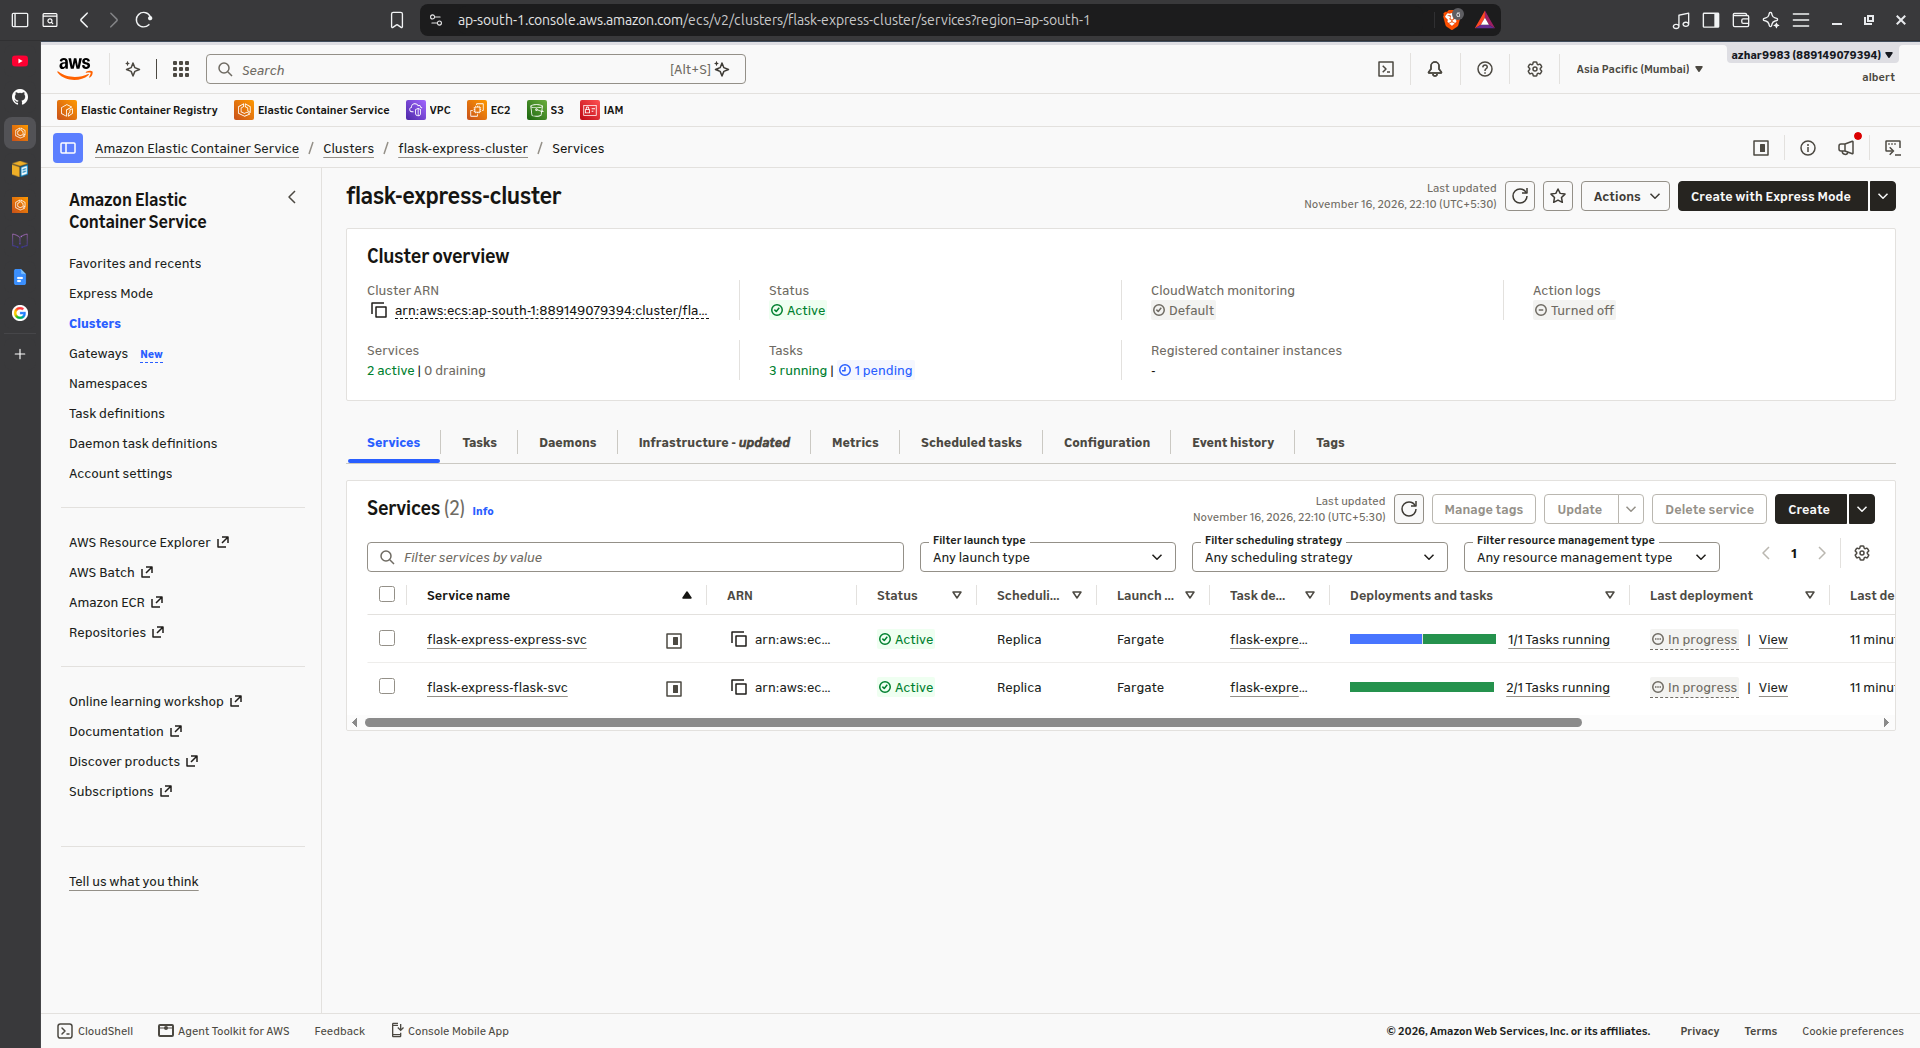 ap-south-1.console.aws.amazon.com/ecs/v2/clusters/flask-express-cluster/services?region=ap-south-1
6
aws
Search
[Alt+S]
Asia Pacific (Mumbai)
azhar9983 (889149079394)
albert
Elastic Container Registry
Elastic Container Service
VPC
EC2
S3
IAM
Amazon Elastic Container Service / Clusters / flask-express-cluster / Services
Amazon Elastic
Container Service
Favorites and recents
Express Mode
Clusters
Gateways New
Namespaces
Task definitions
Daemon task definitions
Account settings
AWS Resource Explorer
AWS Batch
Amazon ECR
Repositories
Online learning workshop
Documentation
Discover products
Subscriptions
Tell us what you think
flask-express-cluster
Last updated
November 16, 2026, 22:10 (UTC+5:30)
Actions
Create with Express Mode
Cluster overview
Cluster ARN
arn:aws:ecs:ap-south-1:889149079394:cluster/fla...
Status
Active
CloudWatch monitoring
Default
Action logs
Turned off
Services
2 active | 0 draining
Tasks
3 running | 1 pending
Registered container instances
-
Services
Tasks
Daemons
Infrastructure - updated
Metrics
Scheduled tasks
Configuration
Event history
Tags
Services (2) Info
Last updated
November 16, 2026, 22:10 (UTC+5:30)
Manage tags
Update
Delete service
Create
Filter services by value
Filter launch type
Any launch type
Filter scheduling strategy
Any scheduling strategy
Filter resource management type
Any resource management type
1
Service name ARN Status Scheduli... Launch ... Task de... Deployments and tasks Last deployment Last de
flask-express-express-svc arn:aws:ec... Active Replica Fargate flask-expre... 1/1 Tasks running In progress | View 11 minu
flask-express-flask-svc arn:aws:ec... Active Replica Fargate flask-expre... 2/1 Tasks running In progress | View 11 minu
CloudShell
Agent Toolkit for AWS
Feedback
Console Mobile App
© 2026, Amazon Web Services, Inc. or its affiliates.
Privacy
Terms
Cookie preferences